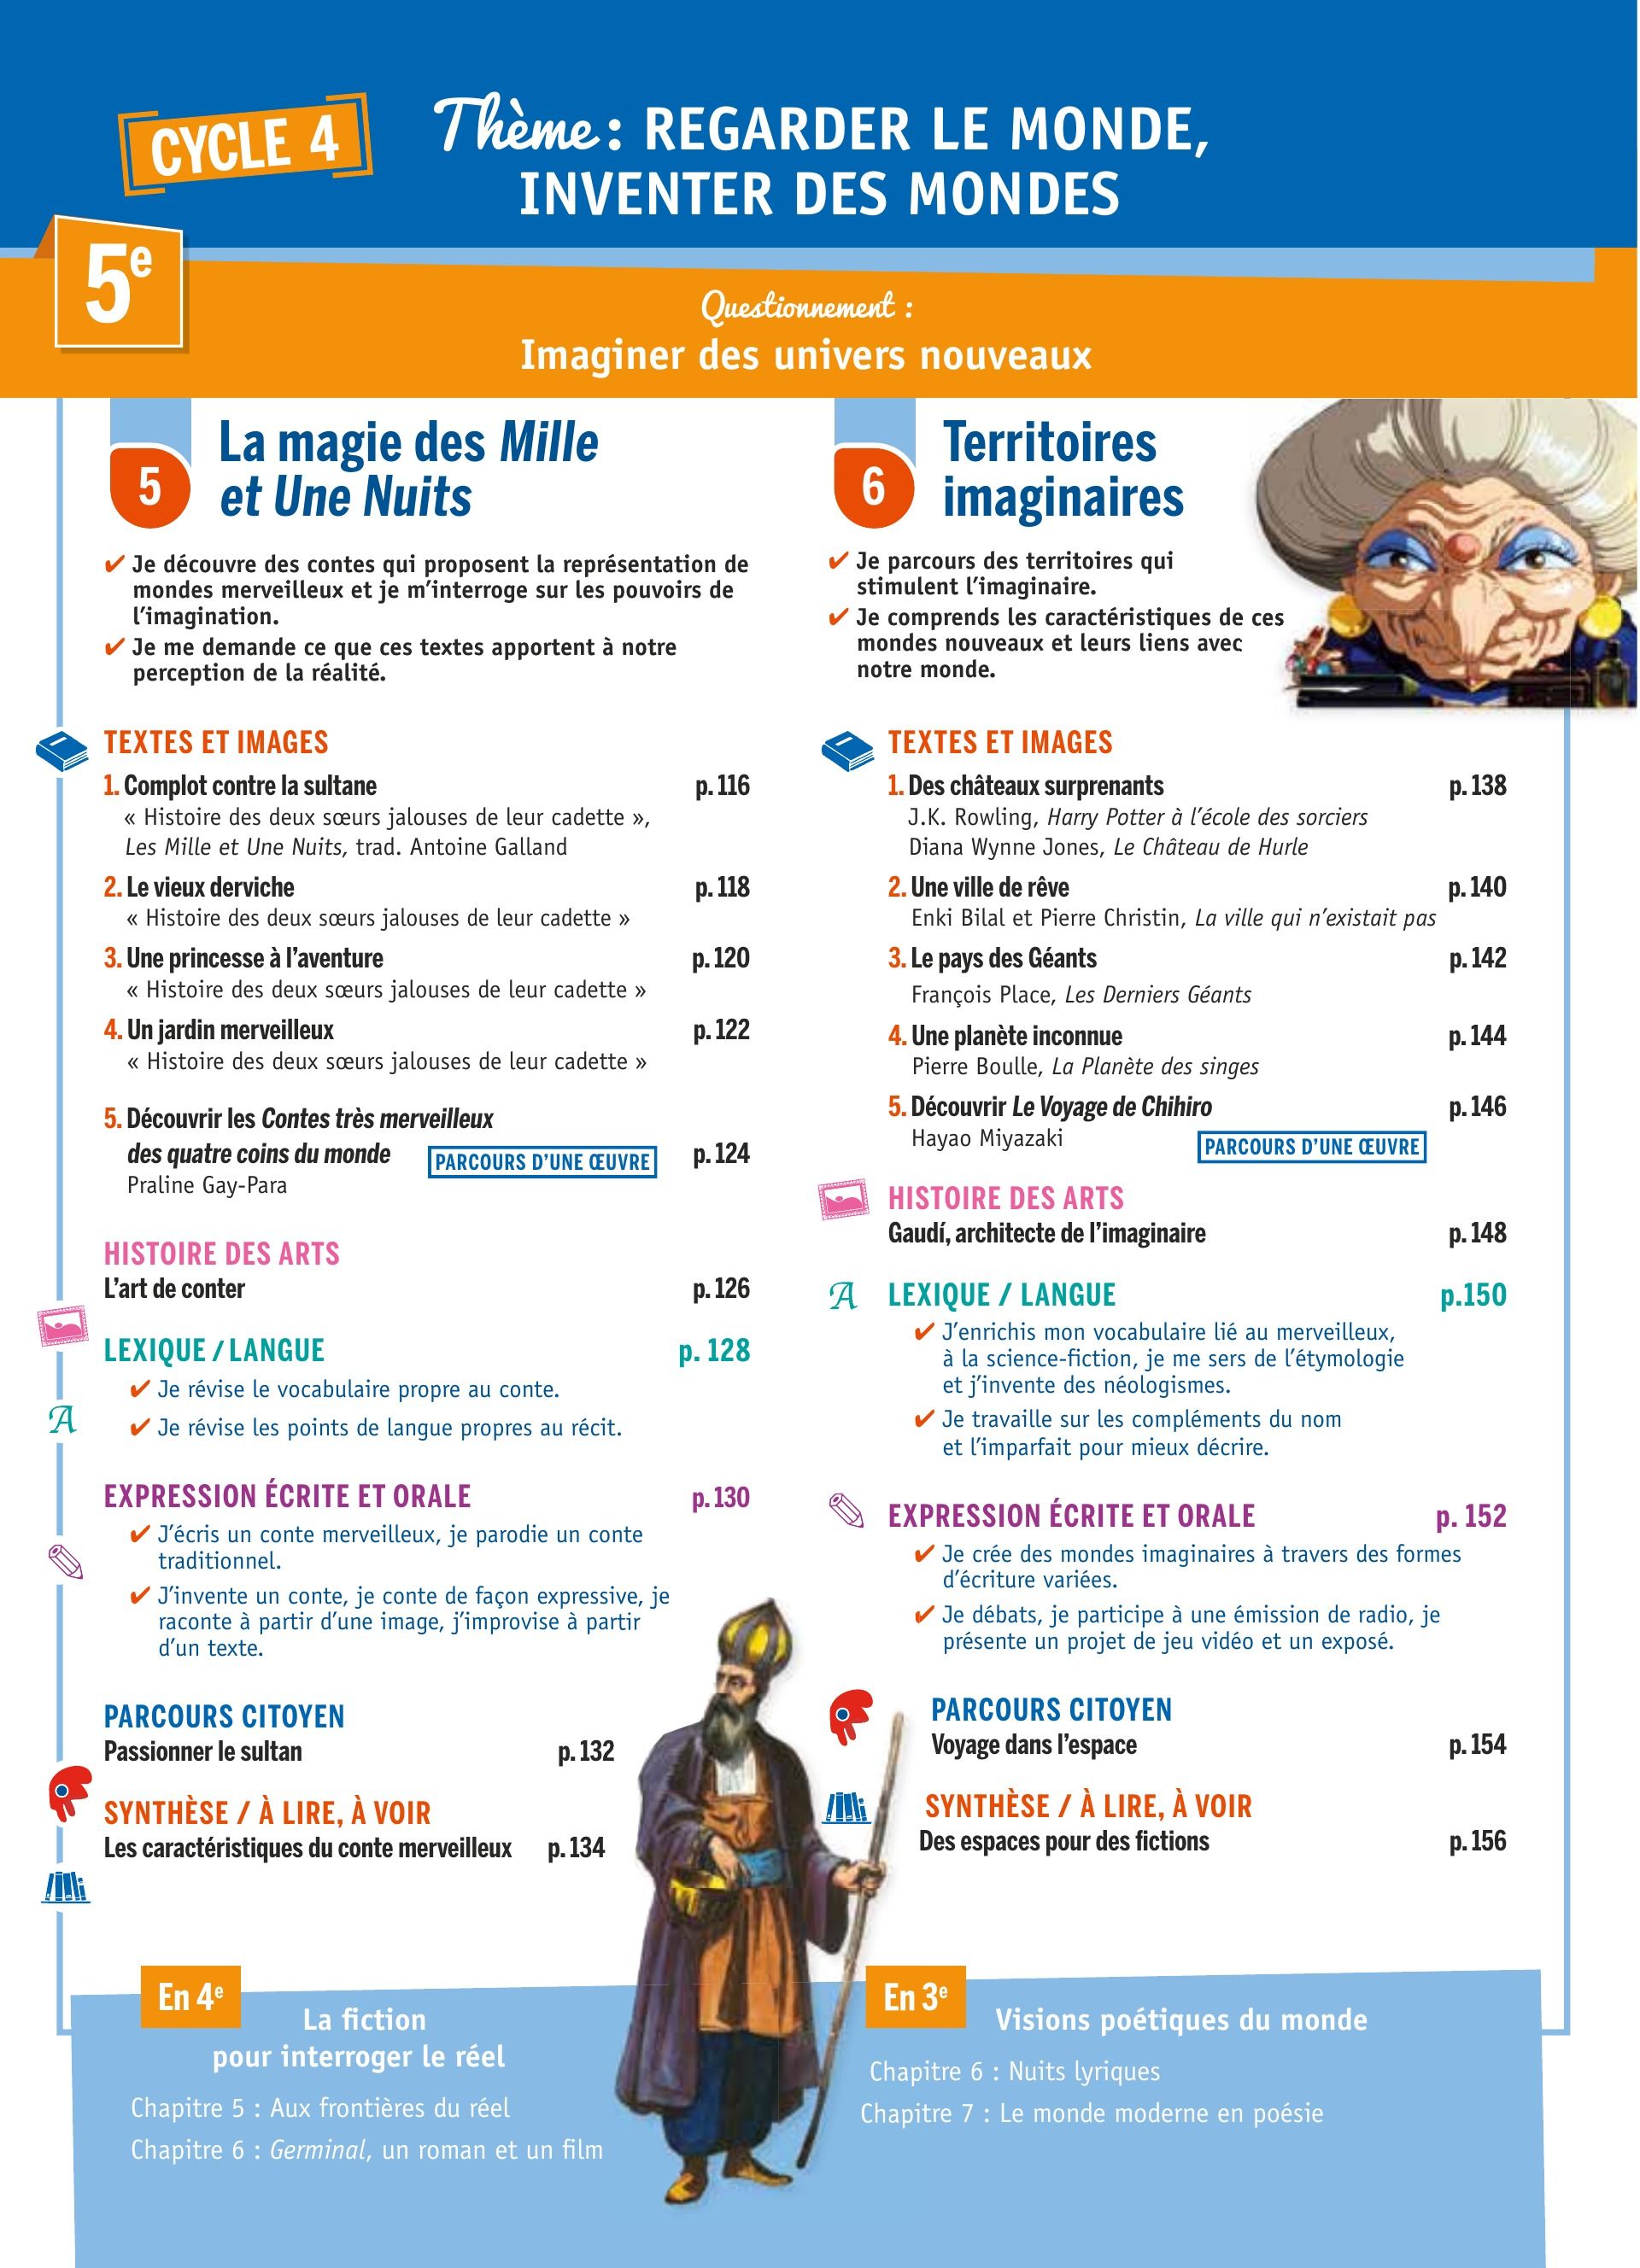 CYCLE 4
Thème : REGARDER LE MONDE,
INVENTER DES MONDES
5e
Questionnement :
Imaginer des univers nouveaux
5
La magie des Mille
et Une Nuits
✔ Je découvre des contes qui proposent la représentation de
mondes merveilleux et je m'interroge sur les pouvoirs de
l'imagination.
✔ Je me demande ce que ces textes apportent à notre
perception de la réalité.
TEXTES ET IMAGES
1. Complot contre la sultane p. 116
« Histoire des deux sœurs jalouses de leur cadette »,
Les Mille et Une Nuits, trad. Antoine Galland
2. Le vieux derviche p. 118
« Histoire des deux sœurs jalouses de leur cadette »
3. Une princesse à l'aventure p. 120
« Histoire des deux sœurs jalouses de leur cadette »
4. Un jardin merveilleux p. 122
« Histoire des deux sœurs jalouses de leur cadette »
5. Découvrir les Contes très merveilleux
des quatre coins du monde PARCOURS D'UNE ŒUVRE p. 124
Praline Gay-Para
HISTOIRE DES ARTS
L'art de conter p. 126
A
LEXIQUE / LANGUE p. 128
✔ Je révise le vocabulaire propre au conte.
✔ Je révise les points de langue propres au récit.
EXPRESSION ÉCRITE ET ORALE p. 130
✔ J'écris un conte merveilleux, je parodie un conte
traditionnel.
✔ J'invente un conte, je conte de façon expressive, je
raconte à partir d'une image, j'improvise à partir
d'un texte.
PARCOURS CITOYEN
Passionner le sultan p. 132
SYNTHÈSE / À LIRE, À VOIR
Les caractéristiques du conte merveilleux p. 134
6
Territoires
imaginaires
✔ Je parcours des territoires qui
stimulent l'imaginaire.
✔ Je comprends les caractéristiques de ces
mondes nouveaux et leurs liens avec
notre monde.
TEXTES ET IMAGES
1. Des châteaux surprenants p. 138
J.K. Rowling, Harry Potter à l'école des sorciers
Diana Wynne Jones, Le Château de Hurle
2. Une ville de rêve p. 140
Enki Bilal et Pierre Christin, La ville qui n'existait pas
3. Le pays des Géants p. 142
François Place, Les Derniers Géants
4. Une planète inconnue p. 144
Pierre Boulle, La Planète des singes
5. Découvrir Le Voyage de Chihiro p. 146
Hayao Miyazaki PARCOURS D'UNE ŒUVRE
HISTOIRE DES ARTS
Gaudí, architecte de l'imaginaire p. 148
A LEXIQUE / LANGUE p.150
✔ J'enrichis mon vocabulaire lié au merveilleux,
à la science-fiction, je me sers de l'étymologie
et j'invente des néologismes.
✔ Je travaille sur les compléments du nom
et l'imparfait pour mieux décrire.
EXPRESSION ÉCRITE ET ORALE p. 152
✔ Je crée des mondes imaginaires à travers des formes
d'écriture variées.
✔ Je débats, je participe à une émission de radio, je
présente un projet de jeu vidéo et un exposé.
PARCOURS CITOYEN
Voyage dans l'espace p. 154
SYNTHÈSE / À LIRE, À VOIR
Des espaces pour des fictions p. 156
En 4e
La fiction
pour interroger le réel
Chapitre 5 : Aux frontières du réel
Chapitre 6 : Germinal, un roman et un film
En 3e
Visions poétiques du monde
Chapitre 6 : Nuits lyriques
Chapitre 7 : Le monde moderne en poésie